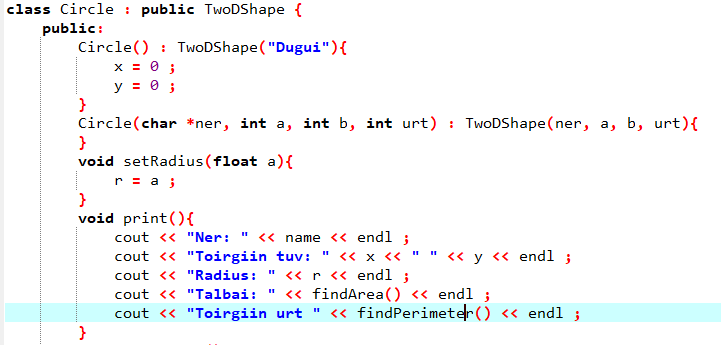 class Circle : public TwoDShape {
public:
Circle() : TwoDShape("Dugui"){
x = 0 ;
y = 0 ;
}
Circle(char *ner, int a, int b, int urt) : TwoDShape(ner, a, b, urt){
}
void setRadius(float a){
r = a ;
}
void print(){
cout << "Ner: " << name << endl ;
cout << "Toirgiin tuv: " << x << " " << y << endl ;
cout << "Radius: " << r << endl ;
cout << "Talbai: " << findArea() << endl ;
cout << "Toirgiin urt " << findPerimeter() << endl ;
}